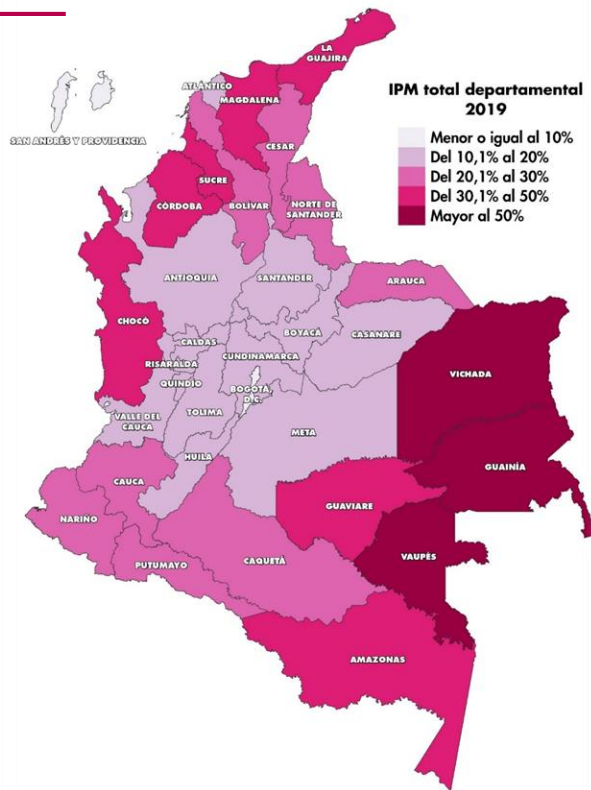 LA
GUAJIRA
ATLÁNTICO
MAGDALENA
SAN ANDRÉS Y PROVIDENCIA
CESAR
SUCRE
CÓRDOBA
BOLÍVAR
NORTE DE
SANTANDER
IPM total departamental
2019
Menor o igual al 10%
Del 10,1% al 20%
Del 20,1% al 30%
Del 30,1% al 50%
Mayor al 50%
ANTIOQUIA
SANTANDER
ARAUCA
CHOCÓ
BOYACÁ
CASANARE
CALDAS
CUNDINAMARCA
RISARALDA
VICHADA
QUINDÍO
BOGOTÁ,
D.C.
TOLIMA
VALLE DEL
CAUCA
META
HUILA
GUAINÍA
CAUCA
GUAVIARE
NARIÑO
CAQUETÁ
VAUPÉS
PUTUMAYO
AMAZONAS